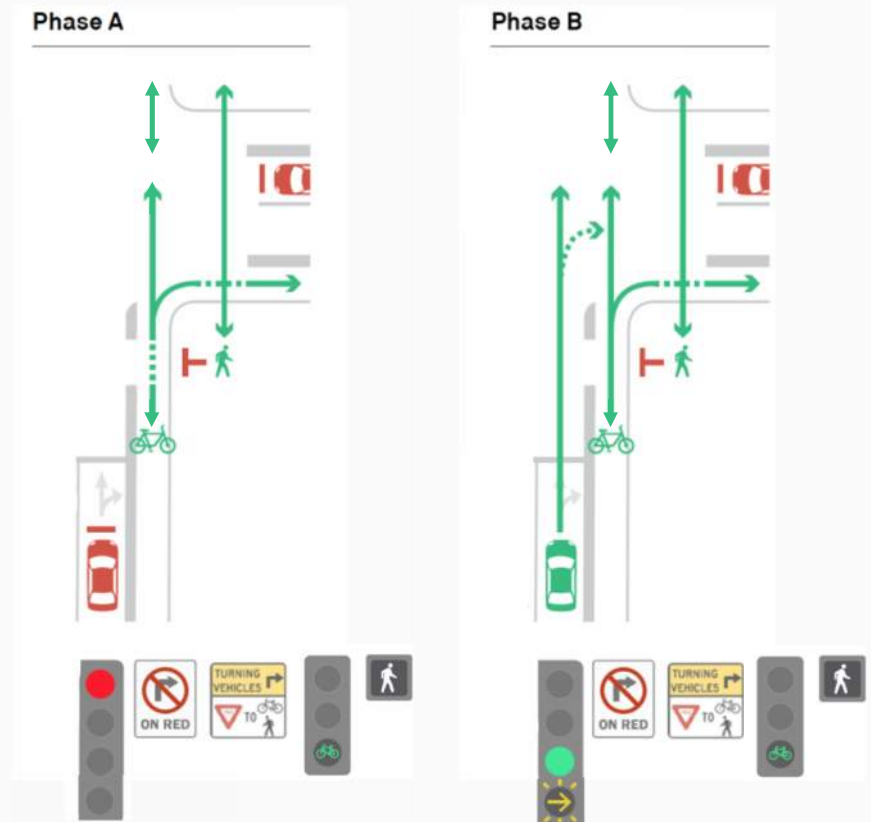 Phase A
Phase B
ON RED
TURNING
VEHICLES
TO
ON RED
TURNING
VEHICLES
TO